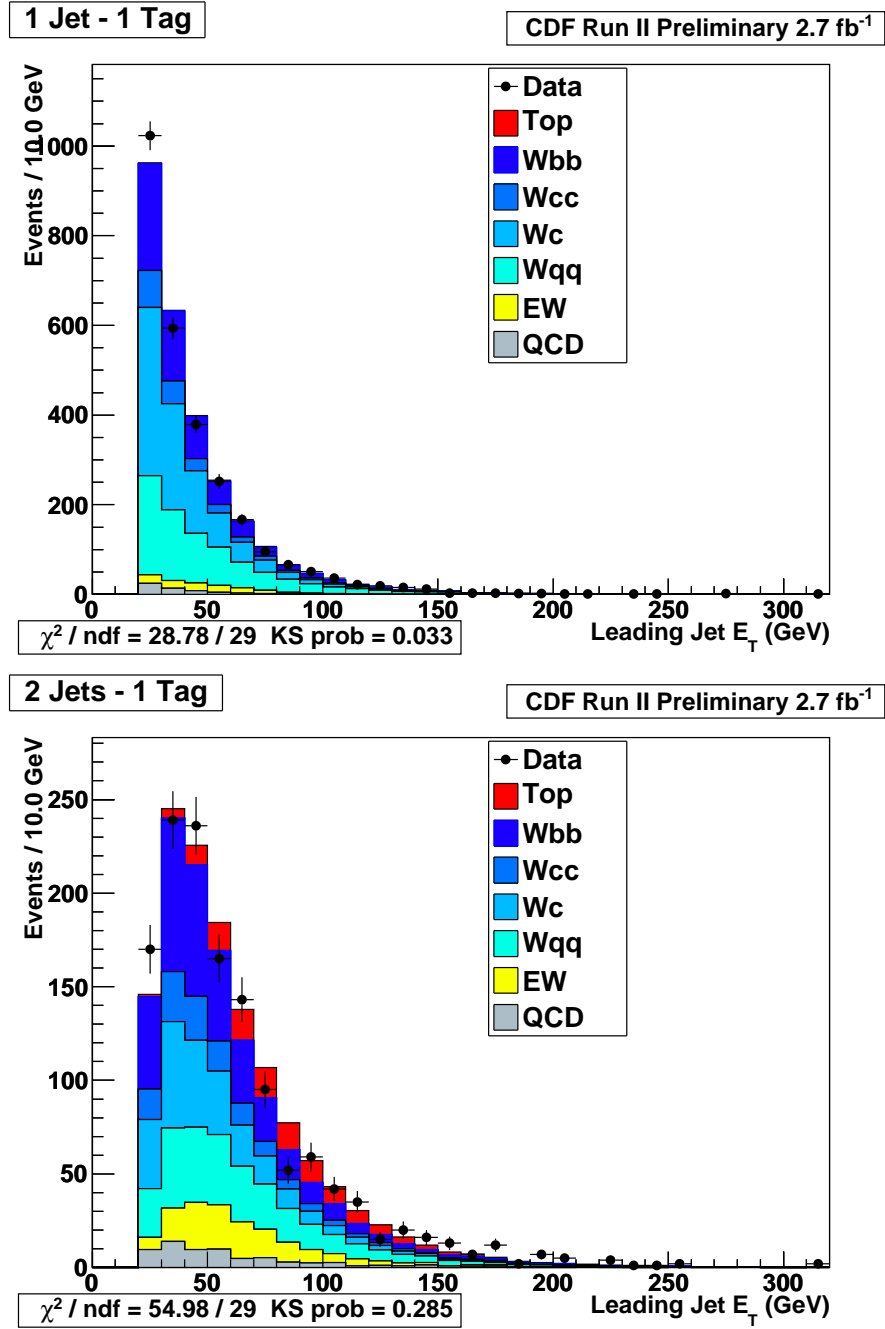 1 Jet - 1 Tag
CDF Run II Preliminary 2.7 fb⁻¹
Events / 10.0 GeV
1000
800
600
400
200
0
Data
Top
Wbb
Wcc
Wc
Wqq
EW
QCD
0 50 100 150 200 250 300
Leading Jet E_T (GeV)
χ² / ndf = 28.78 / 29 KS prob = 0.033
2 Jets - 1 Tag
CDF Run II Preliminary 2.7 fb⁻¹
Events / 10.0 GeV
250
200
150
100
50
0
Data
Top
Wbb
Wcc
Wc
Wqq
EW
QCD
0 50 100 150 200 250 300
Leading Jet E_T (GeV)
χ² / ndf = 54.98 / 29 KS prob = 0.285